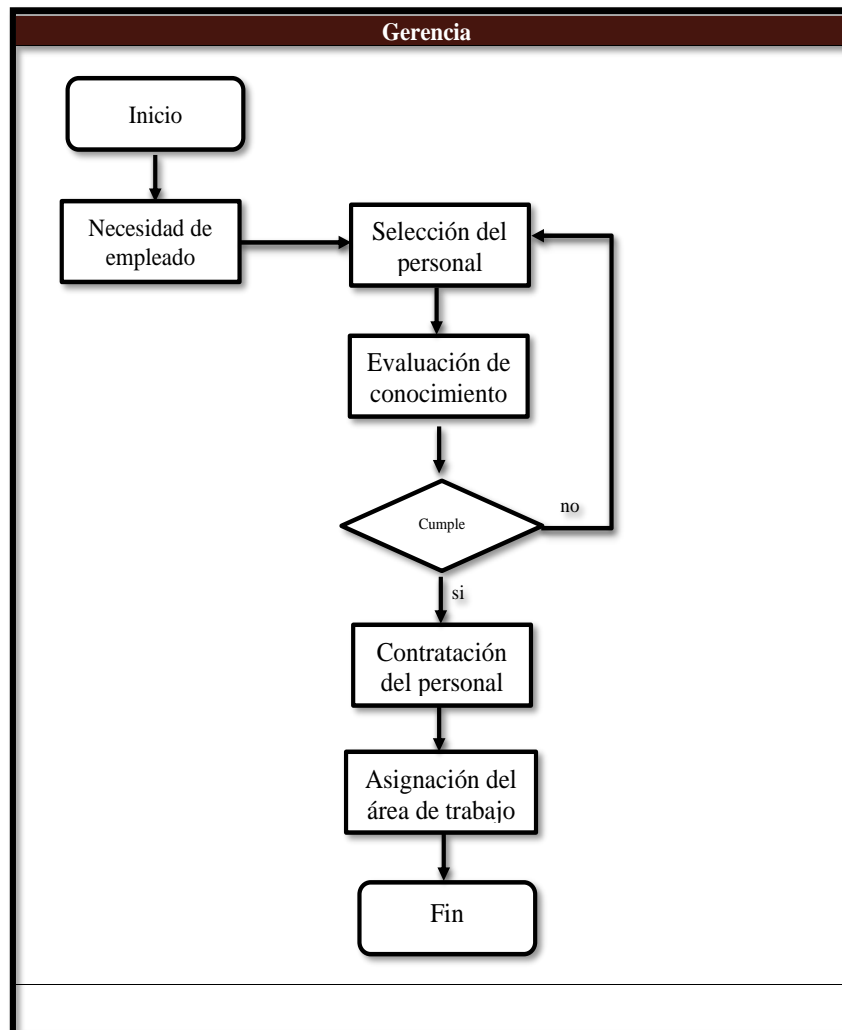 Gerencia
Inicio
Necesidad de
empleado
Selección del
personal
Evaluación de
conocimiento
Cumple
no
si
Contratación
del personal
Asignación del
área de trabajo
Fin